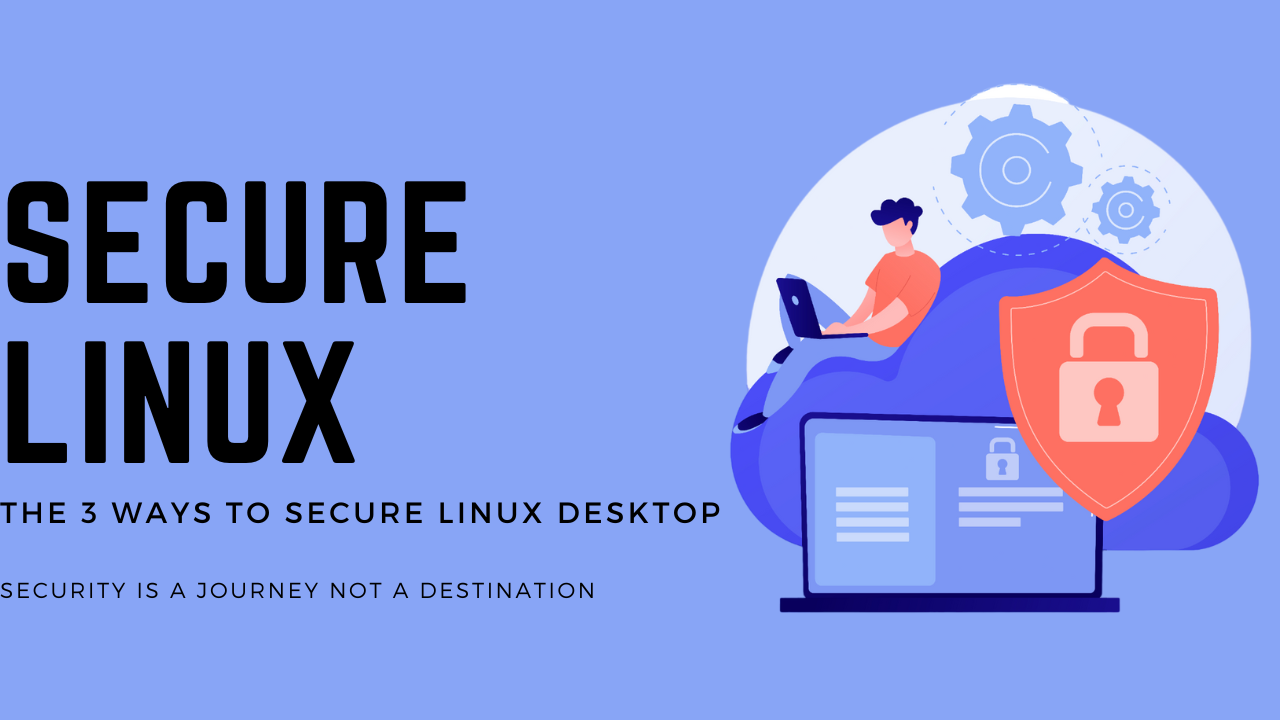 SECURE
LINUX
THE 3 WAYS TO SECURE LINUX DESKTOP
SECURITY IS A JOURNEY NOT A DESTINATION